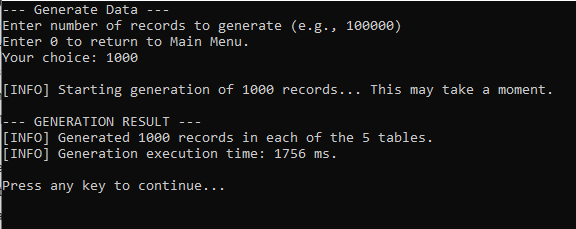 --- Generate Data ---
Enter number of records to generate (e.g., 100000)
Enter 0 to return to Main Menu.
Your choice: 1000
[INFO] Starting generation of 1000 records... This may take a moment.
--- GENERATION RESULT ---
[INFO] Generated 1000 records in each of the 5 tables.
[INFO] Generation execution time: 1756 ms.
Press any key to continue...